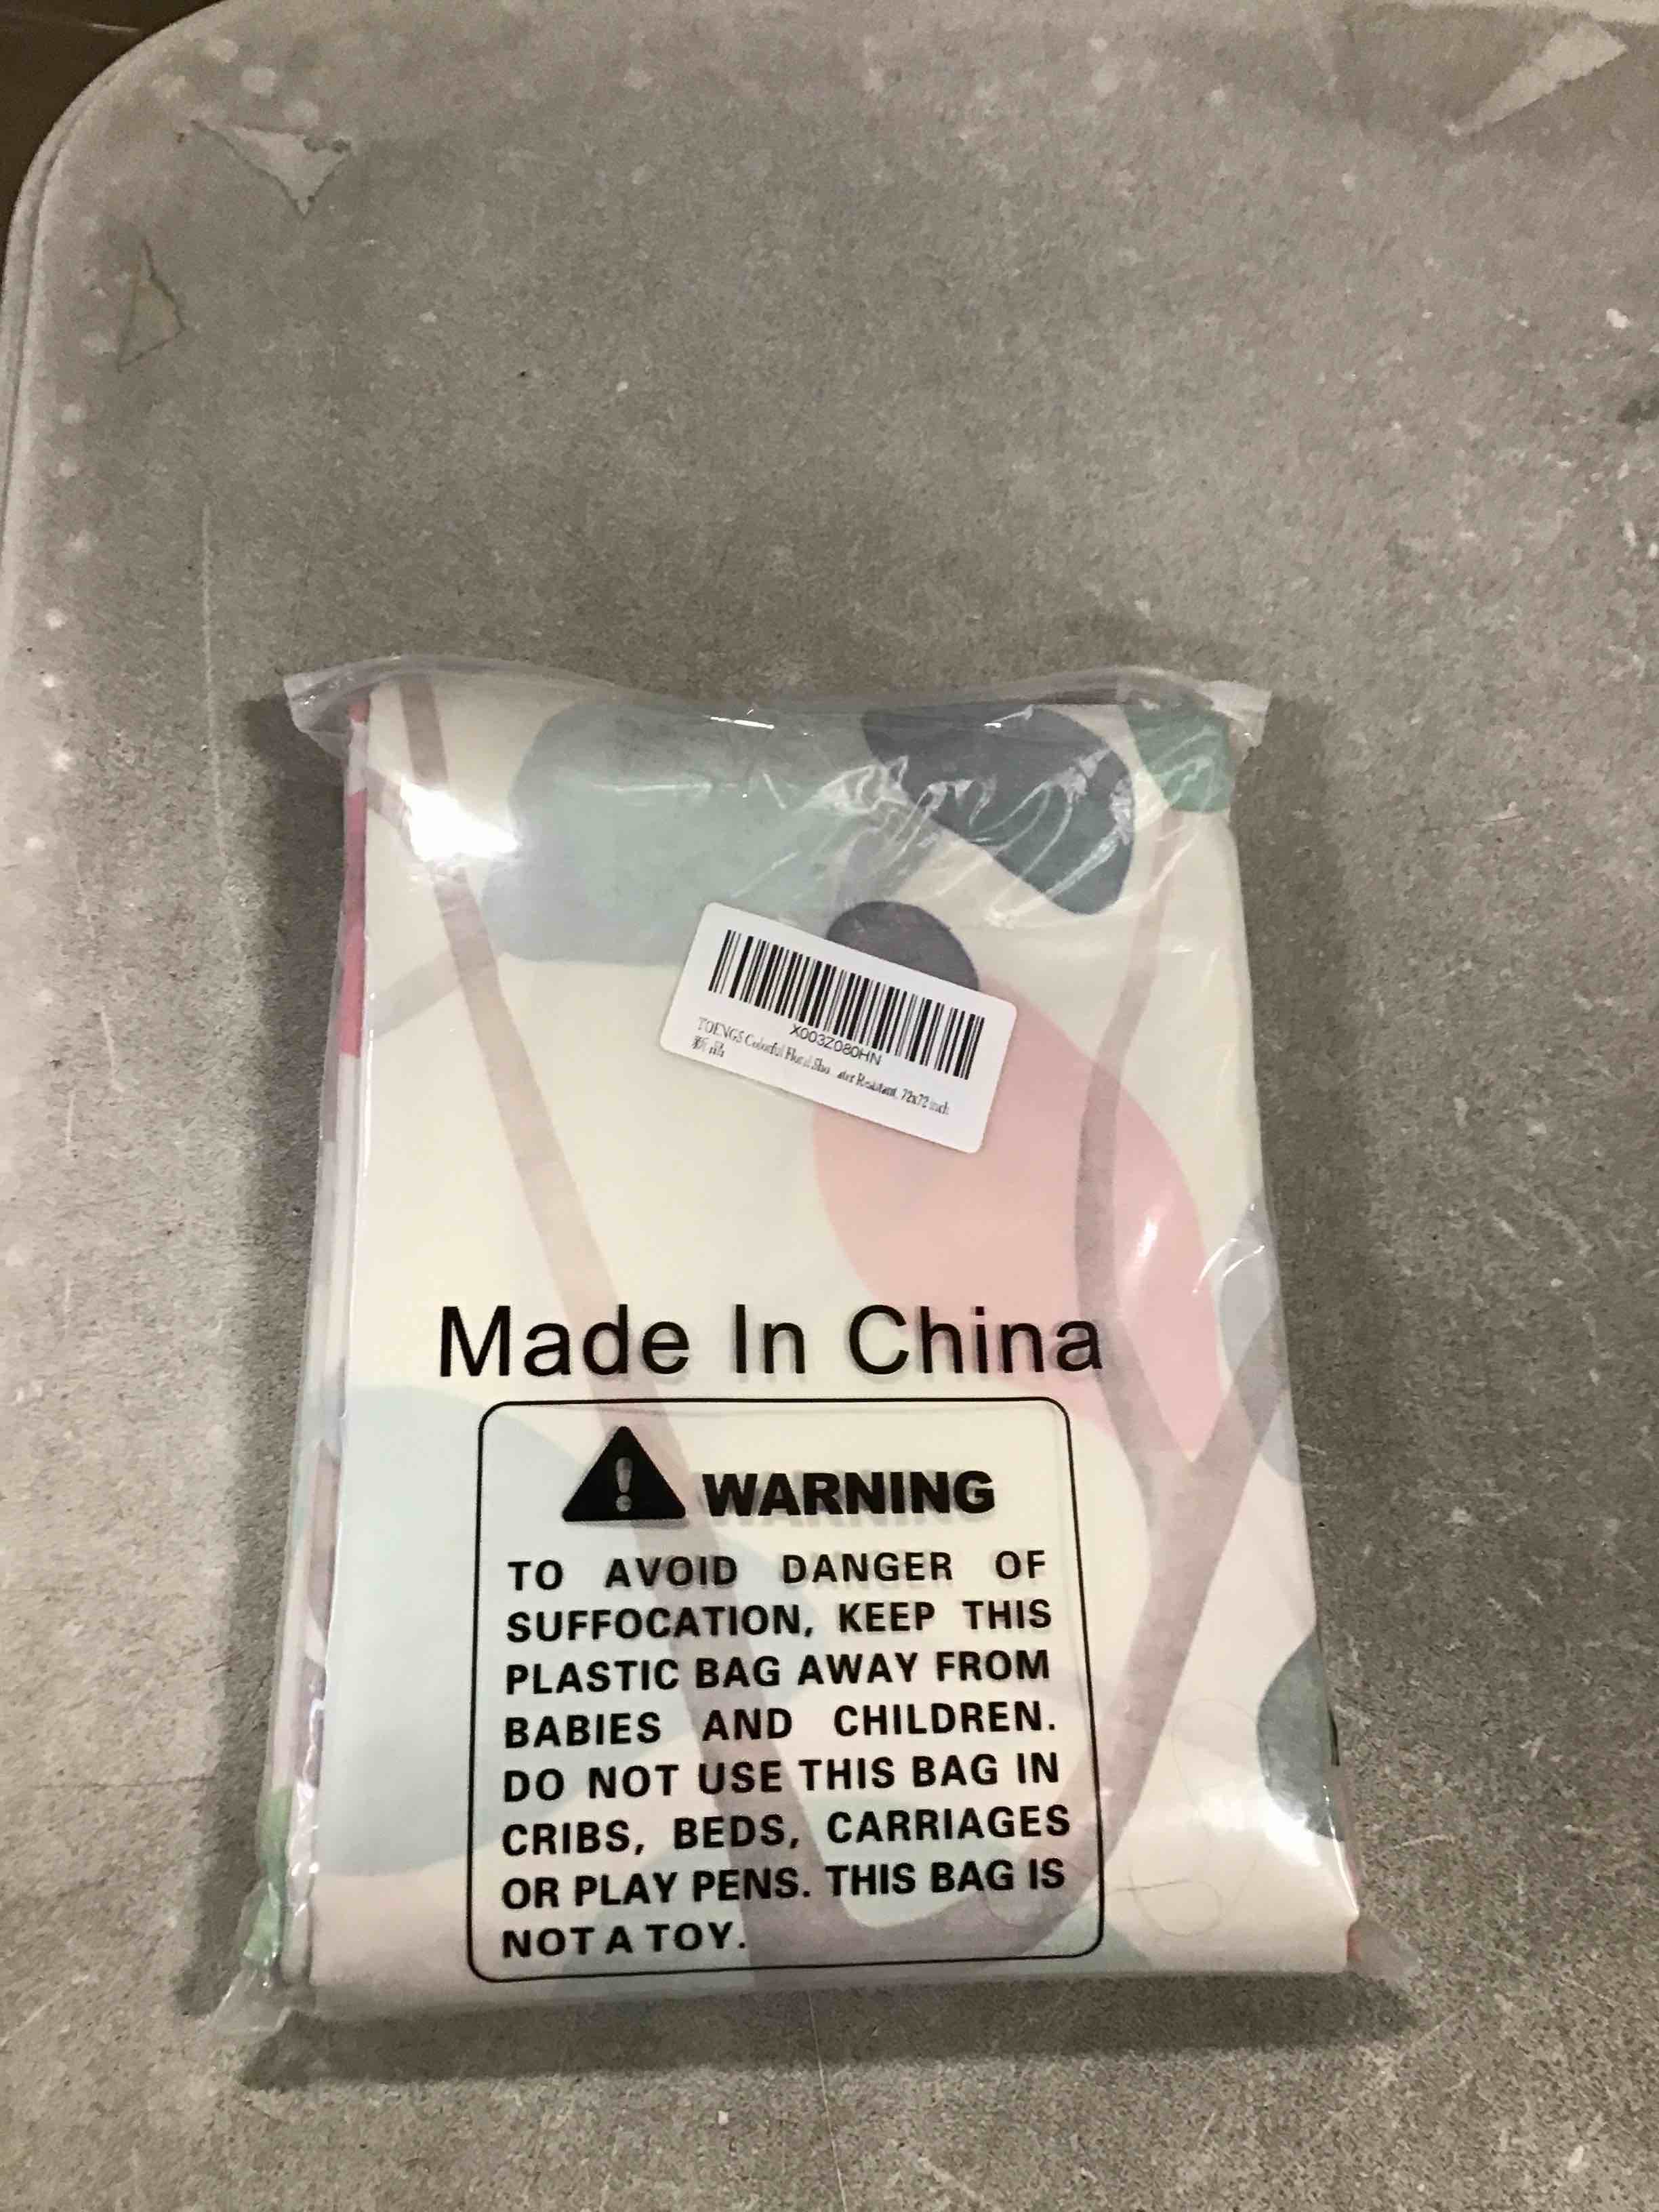 X003Z080HN
TOENGS Colorful Floral Sho...ater Resistant, 72x72 inch
新品
Made In China
WARNING
TO AVOID DANGER OF
SUFFOCATION, KEEP THIS
PLASTIC BAG AWAY FROM
BABIES AND CHILDREN.
DO NOT USE THIS BAG IN
CRIBS, BEDS, CARRIAGES
OR PLAY PENS. THIS BAG IS
NOT A TOY.